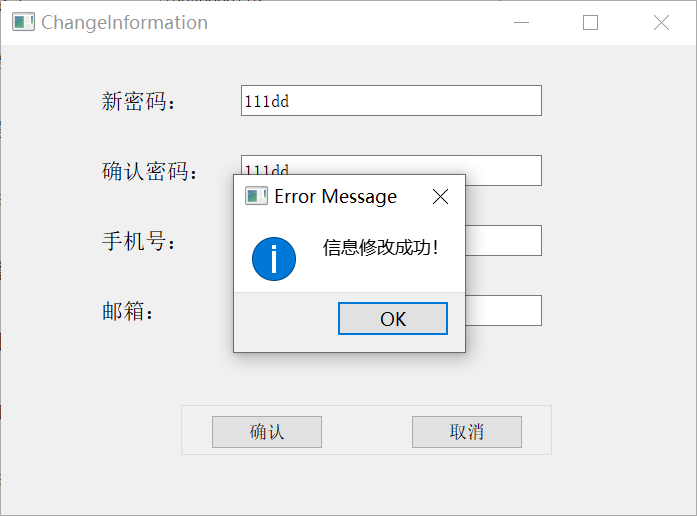 ChangeInformation
新密码：
111dd
确认密码：
111dd
Error Message
信息修改成功！
OK
手机号：
邮箱：
确认
取消